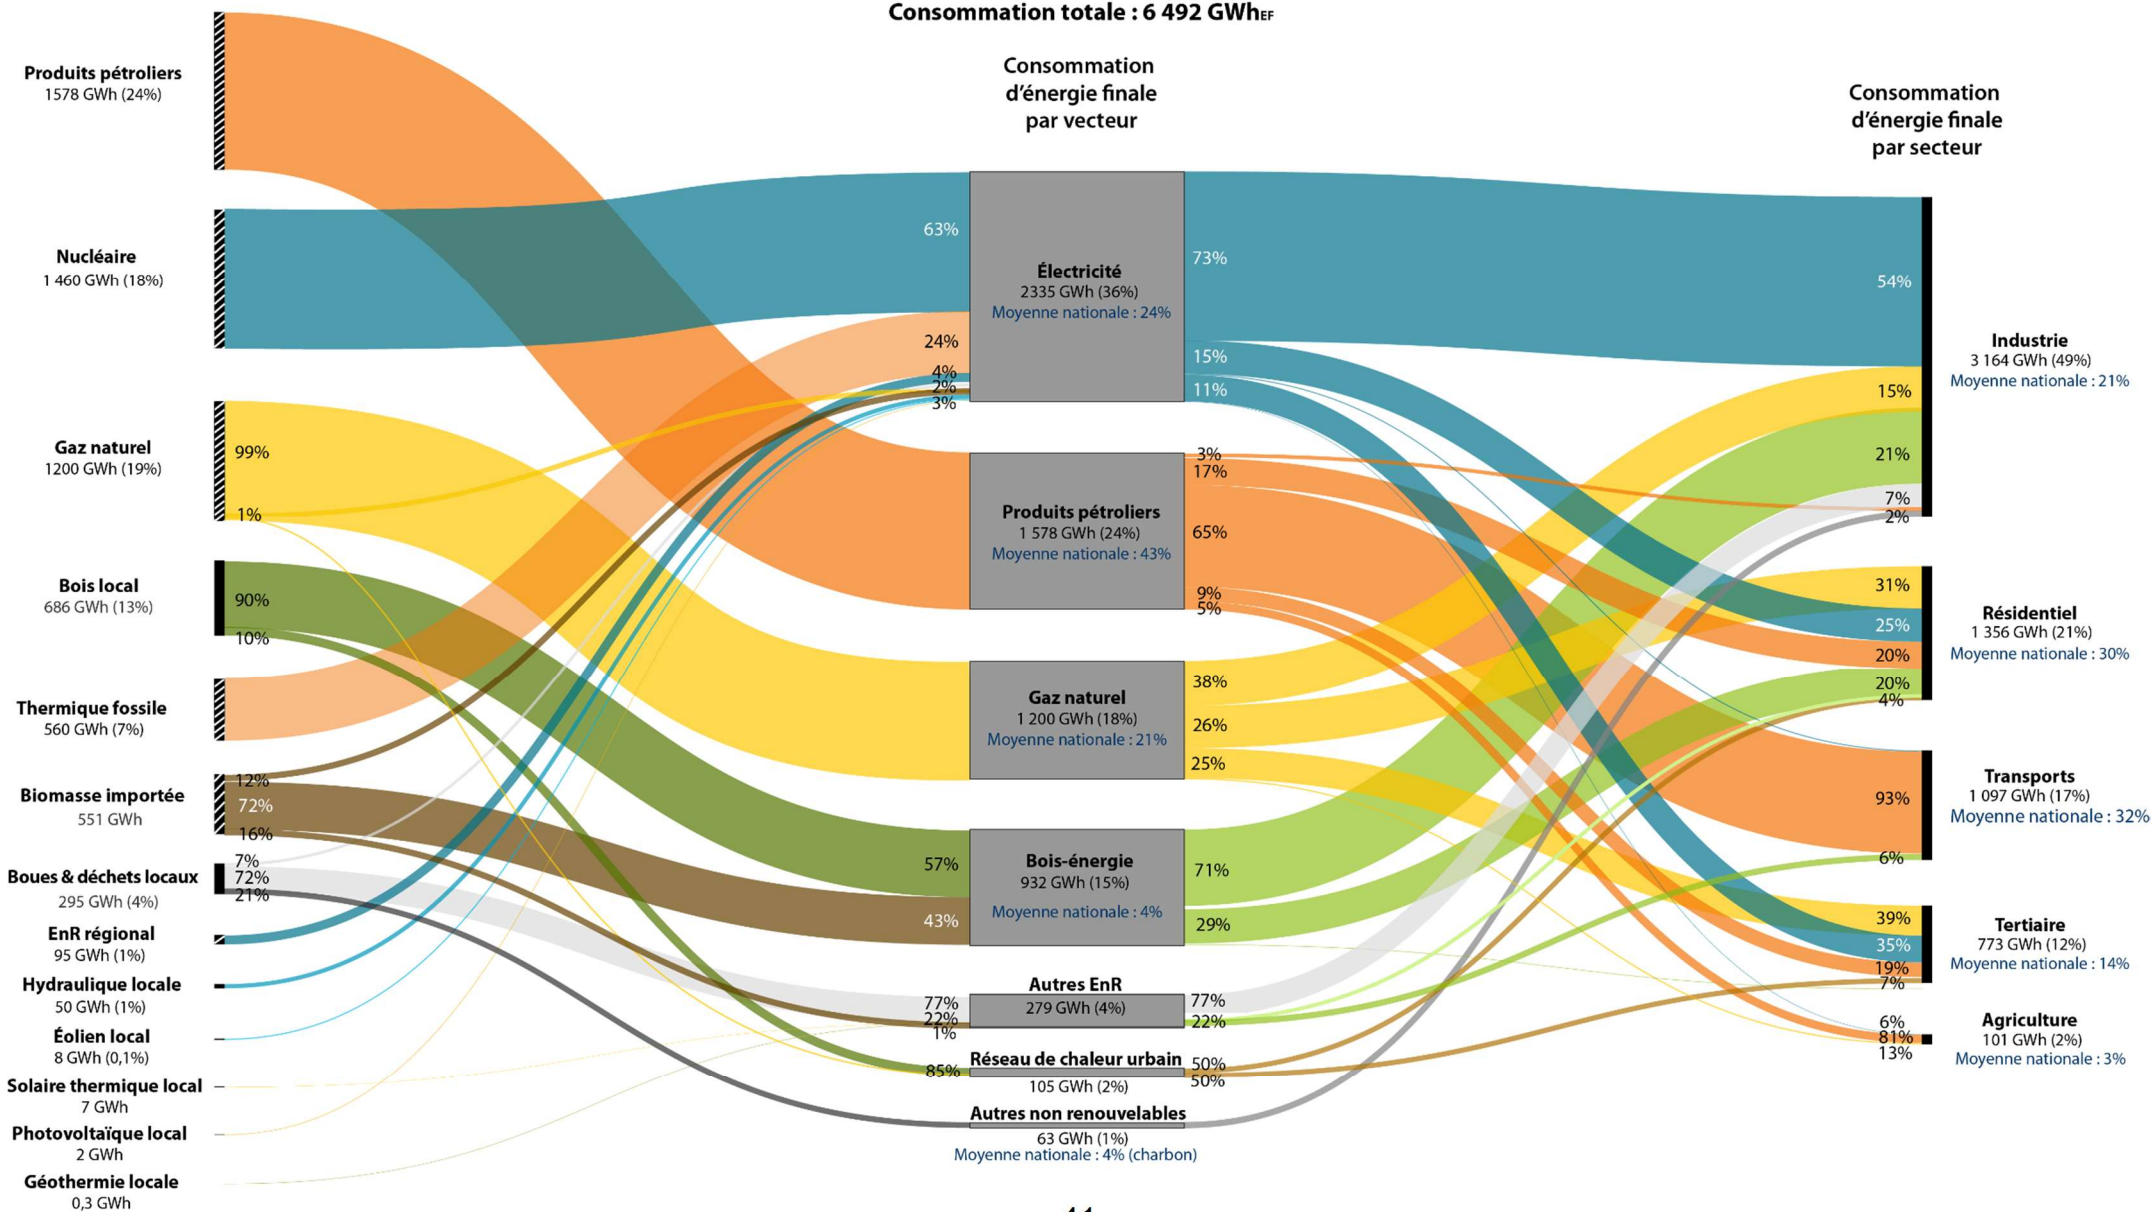 Consommation totale : 6 492 GWhEF
Consommation
d'énergie finale
par vecteur
Consommation
d'énergie finale
par secteur
Produits pétroliers
1578 GWh (24%)
Nucléaire
1 460 GWh (18%)
Gaz naturel
1200 GWh (19%)
99%
1%
Bois local
686 GWh (13%)
90%
10%
Thermique fossile
560 GWh (7%)
Biomasse importée
551 GWh
12%
72%
16%
Boues & déchets locaux
295 GWh (4%)
7%
72%
21%
EnR régional
95 GWh (1%)
Hydraulique locale
50 GWh (1%)
Éolien local
8 GWh (0,1%)
Solaire thermique local
7 GWh
Photovoltaïque local
2 GWh
Géothermie locale
0,3 GWh
63%
24%
4%
2%
3%
Électricité
2335 GWh (36%)
Moyenne nationale : 24%
73%
15%
11%
Produits pétroliers
1 578 GWh (24%)
Moyenne nationale : 43%
3%
17%
65%
9%
5%
Gaz naturel
1 200 GWh (18%)
Moyenne nationale : 21%
38%
26%
25%
57%
43%
Bois-énergie
932 GWh (15%)
Moyenne nationale : 4%
71%
29%
77%
22%
1%
Autres EnR
279 GWh (4%)
77%
22%
85%
Réseau de chaleur urbain
105 GWh (2%)
50%
50%
Autres non renouvelables
63 GWh (1%)
Moyenne nationale : 4% (charbon)
54%
15%
21%
7%
2%
Industrie
3 164 GWh (49%)
Moyenne nationale : 21%
31%
25%
20%
20%
4%
Résidentiel
1 356 GWh (21%)
Moyenne nationale : 30%
93%
6%
Transports
1 097 GWh (17%)
Moyenne nationale : 32%
39%
35%
19%
7%
Tertiaire
773 GWh (12%)
Moyenne nationale : 14%
6%
81%
13%
Agriculture
101 GWh (2%)
Moyenne nationale : 3%